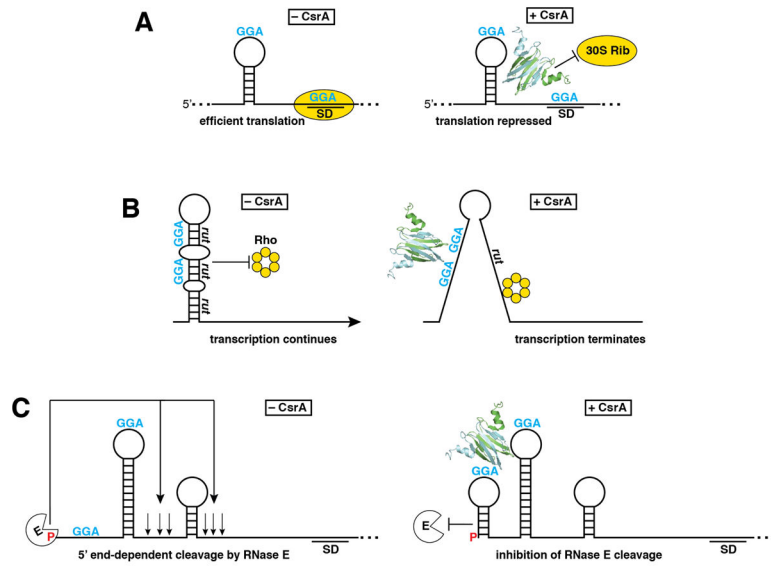 A
– CsrA
+ CsrA
GGA
GGA
30S Rib
5’
GGA
SD
efficient translation
5’
GGA
SD
translation repressed
B
– CsrA
+ CsrA
GGA
rut
GGA
rut
rut
Rho
GGA
GGA
rut
transcription continues
transcription terminates
C
– CsrA
+ CsrA
GGA
GGA
GGA
E
P
GGA
E
P
SD
SD
5’ end-dependent cleavage by RNase E
inhibition of RNase E cleavage